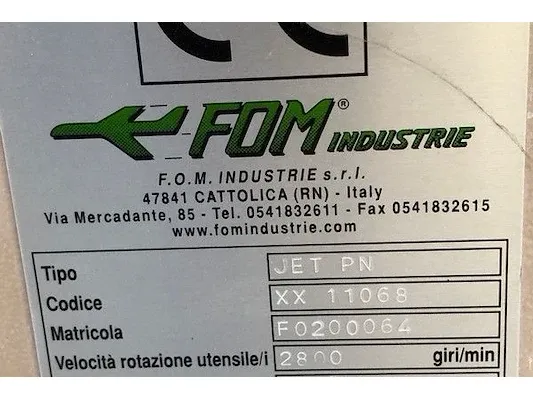 CE
FOM® INDUSTRIE
F.O.M. INDUSTRIE s.r.l.
47841 CATTOLICA (RN) - Italy
Via Mercadante, 85 - Tel. 0541832611 - Fax 0541832615
www.fomindustrie.com
Tipo JET PN
Codice XX 11068
Matricola F0200064
Velocità rotazione utensile/i 2800 giri/min